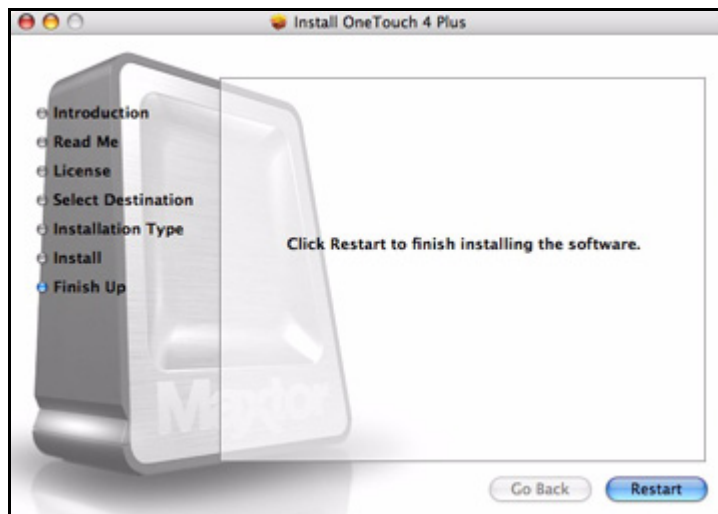 Install OneTouch 4 Plus
Introduction
Read Me
License
Select Destination
Installation Type
Install
Finish Up
Click Restart to finish installing the software.
Maxtor
Go Back
Restart